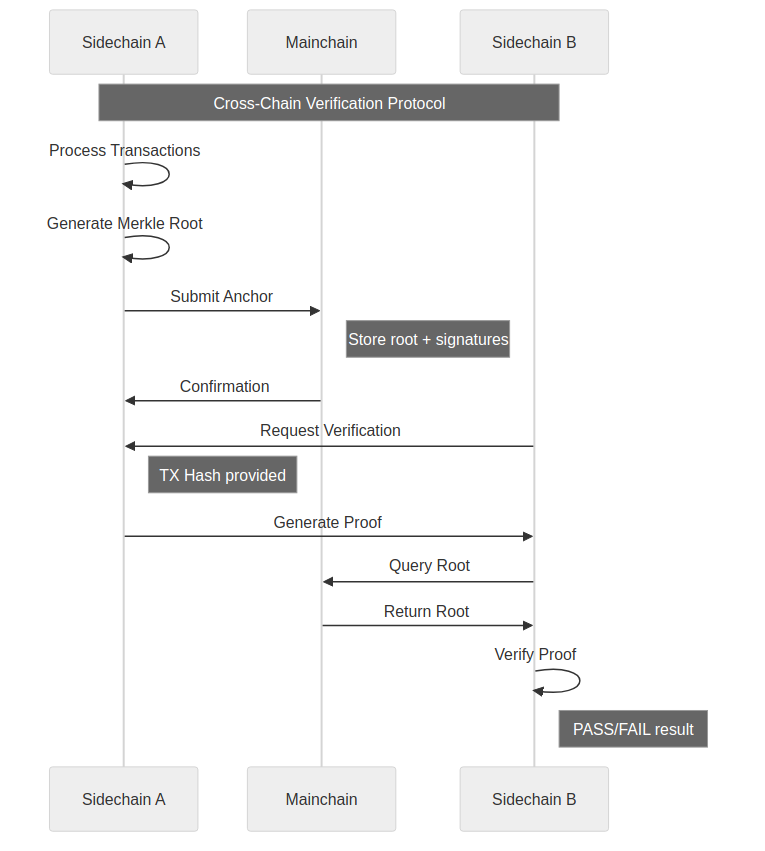 Sidechain A
Mainchain
Sidechain B
Cross-Chain Verification Protocol
Process Transactions
Generate Merkle Root
Submit Anchor
Store root + signatures
Confirmation
Request Verification
TX Hash provided
Generate Proof
Query Root
Return Root
Verify Proof
PASS/FAIL result
Sidechain A
Mainchain
Sidechain B